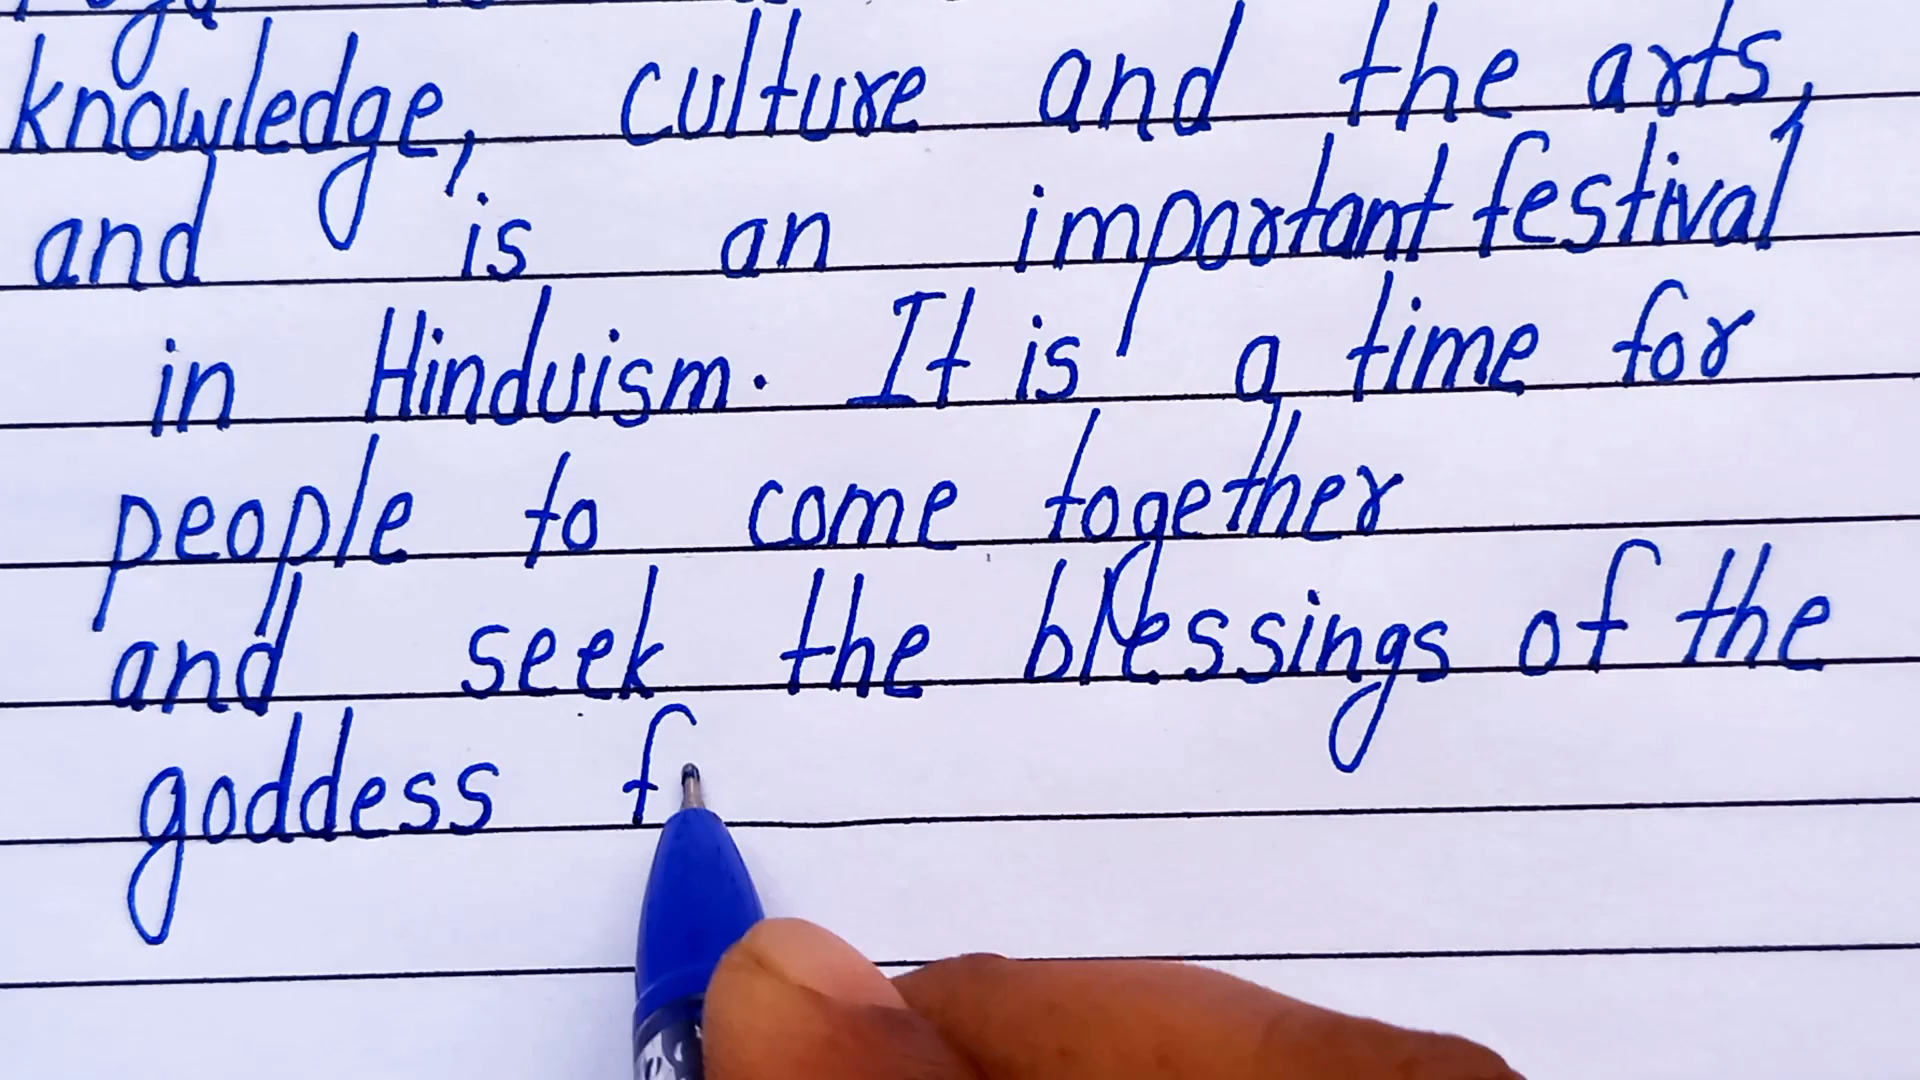 knowledge, culture and the arts,
and is an important festival
in Hinduism. It is a time for
people to come together
and seek the blessings of the
goddess f